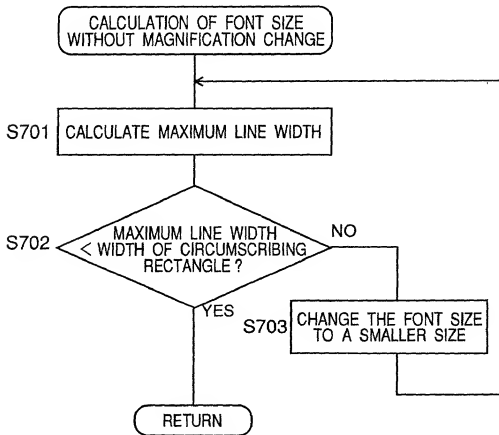 CALCULATION OF FONT SIZE
WITHOUT MAGNIFICATION CHANGE
S701
CALCULATE MAXIMUM LINE WIDTH
S702
MAXIMUM LINE WIDTH
< WIDTH OF CIRCUMSCRIBING
RECTANGLE?
NO
YES
S703
CHANGE THE FONT SIZE
TO A SMALLER SIZE
RETURN